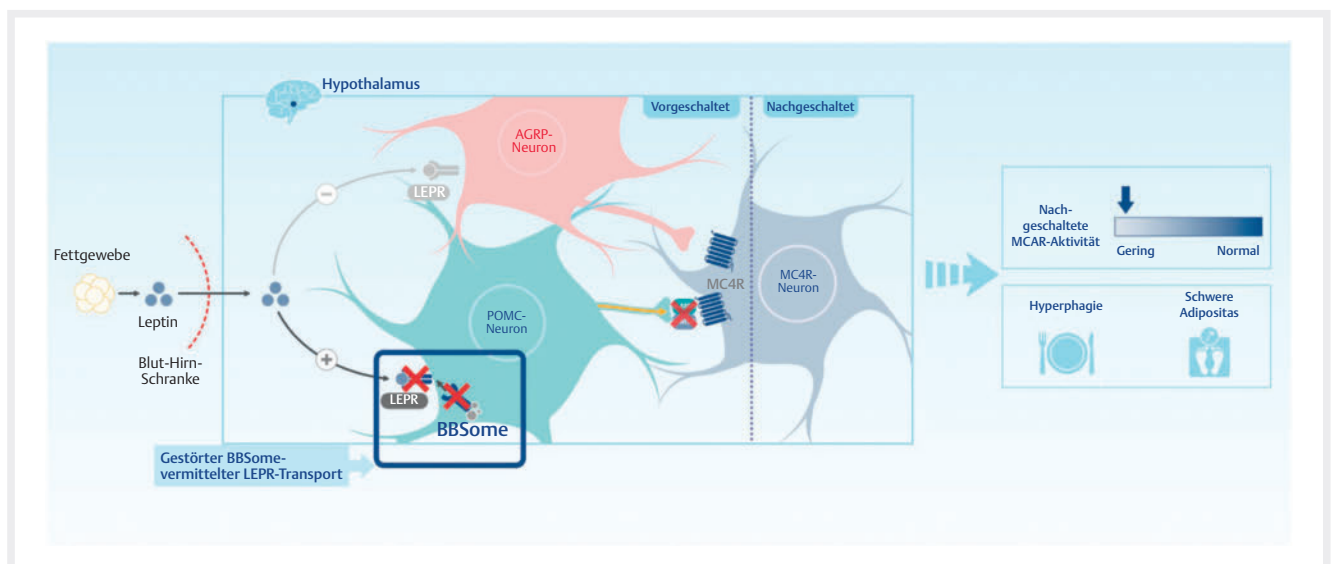 Hypothalamus
Vorgeschaltet
Nachgeschaltet
AGRP-
Neuron
LEPR
−
Fettgewebe
Leptin
Blut-Hirn-
Schranke
+
POMC-
Neuron
MC4R
MC4R-
Neuron
LEPR
BBSome
Gestörter BBSome-
vermittelter LEPR-Transport
Nach-
geschaltete
MCAR-Aktivität
Gering
Normal
Hyperphagie
Schwere
Adipositas